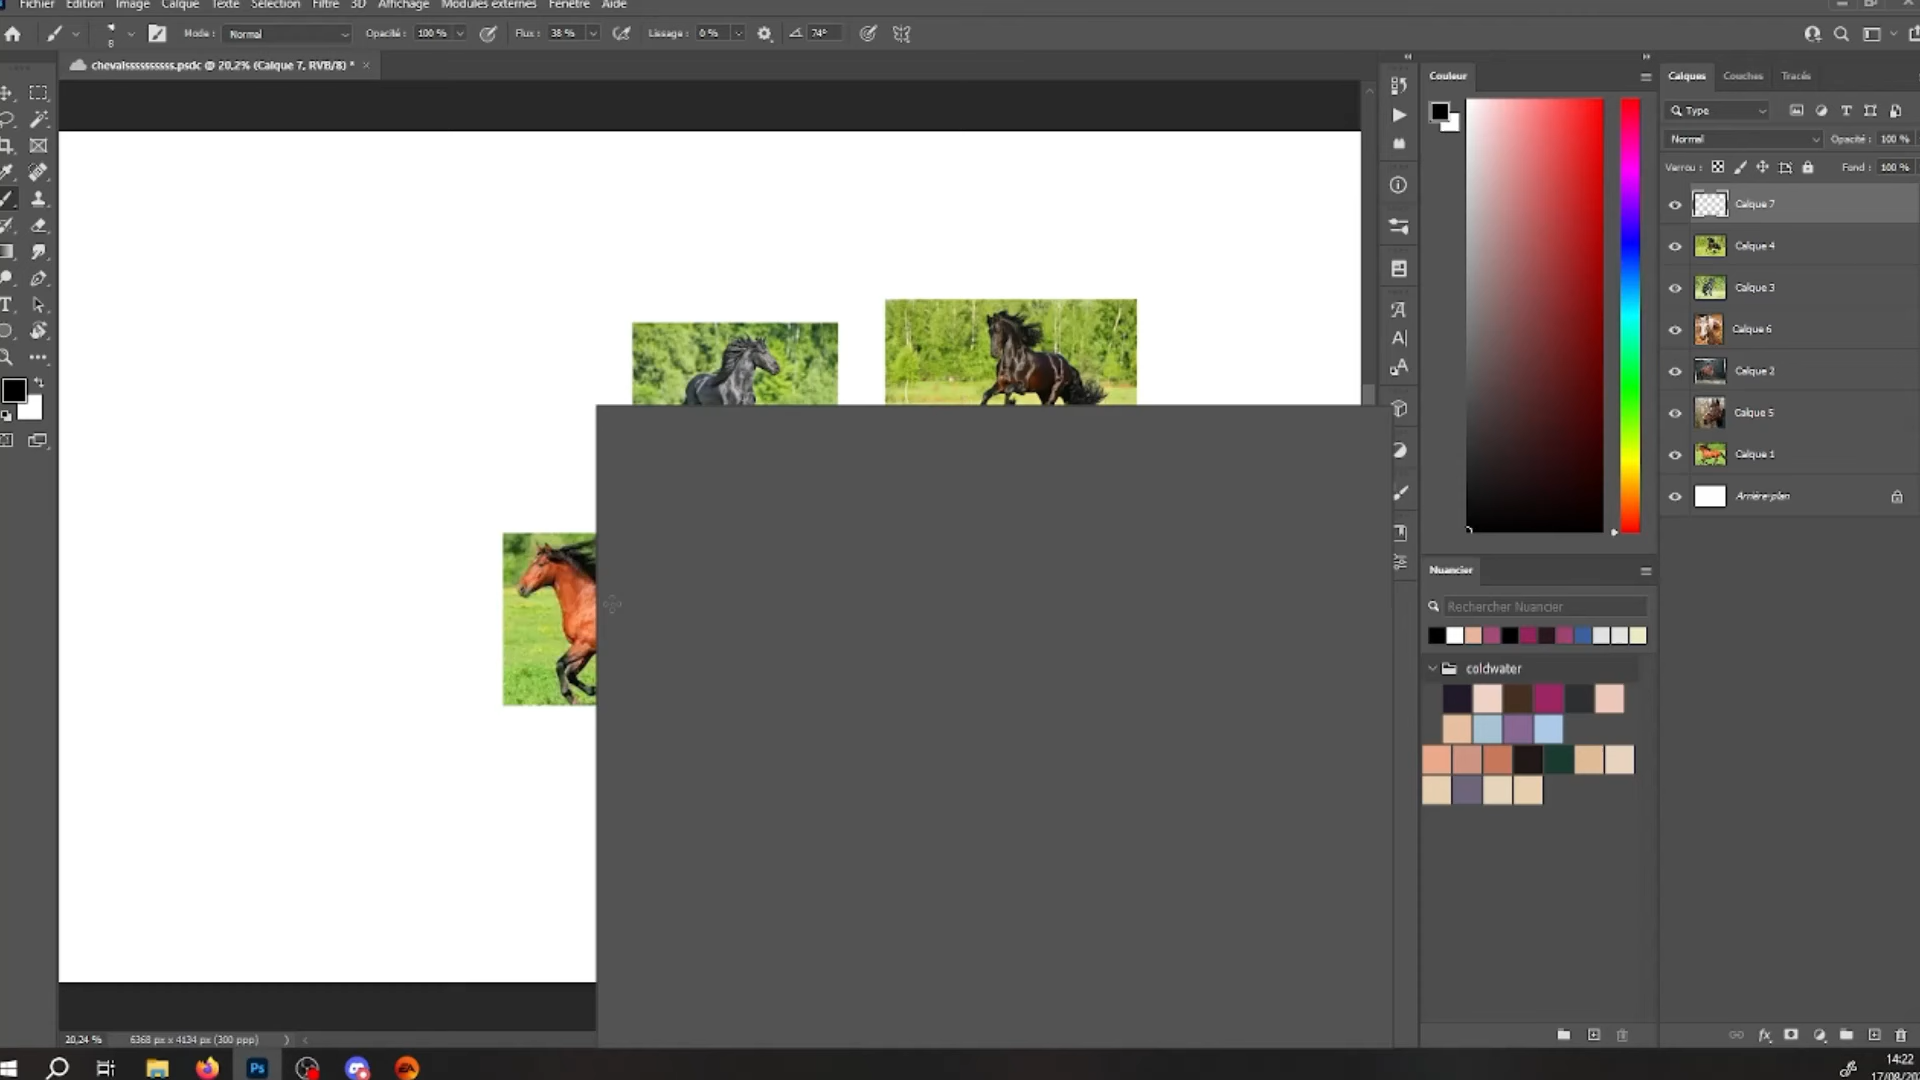 Fichier Edition Image Calque Texte Sélection Filtre 3D Affichage Modules externes Fenêtre Aide
8 Mode : Normal Opacité : 100 % Flux : 38 % Lissage : 0 % 74°
chevalssssssssss.psdc @ 20,2% (Calque 7, RVB/8) *
Couleur
Calques Couches Tracés
Type
Normal Opacité : 100 %
Verrou : Fond : 100 %
Calque 7
Calque 4
Calque 3
Calque 6
Calque 2
Calque 5
Calque 1
Arrière-plan
Nuancier
Rechercher Nuancier
coldwater
20,24 % 6368 px x 4134 px (300 ppp)
Ps
EA
14:22